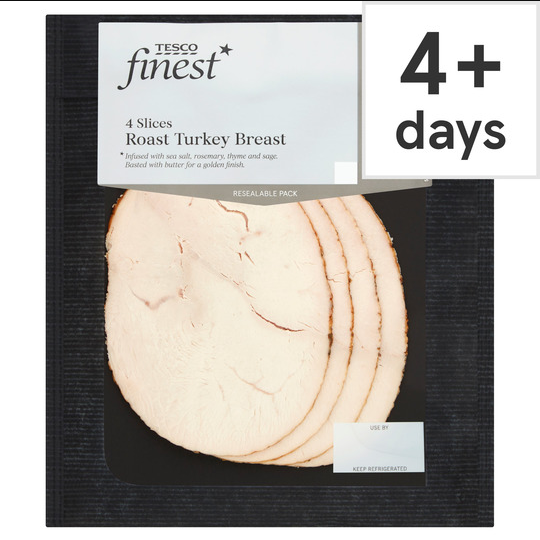 TESCO
finest*
4 Slices
Roast Turkey Breast
*Infused with sea salt, rosemary, thyme and sage.
Basted with butter for a golden finish.
RESEALABLE PACK
USE BY
KEEP REFRIGERATED
4+
days